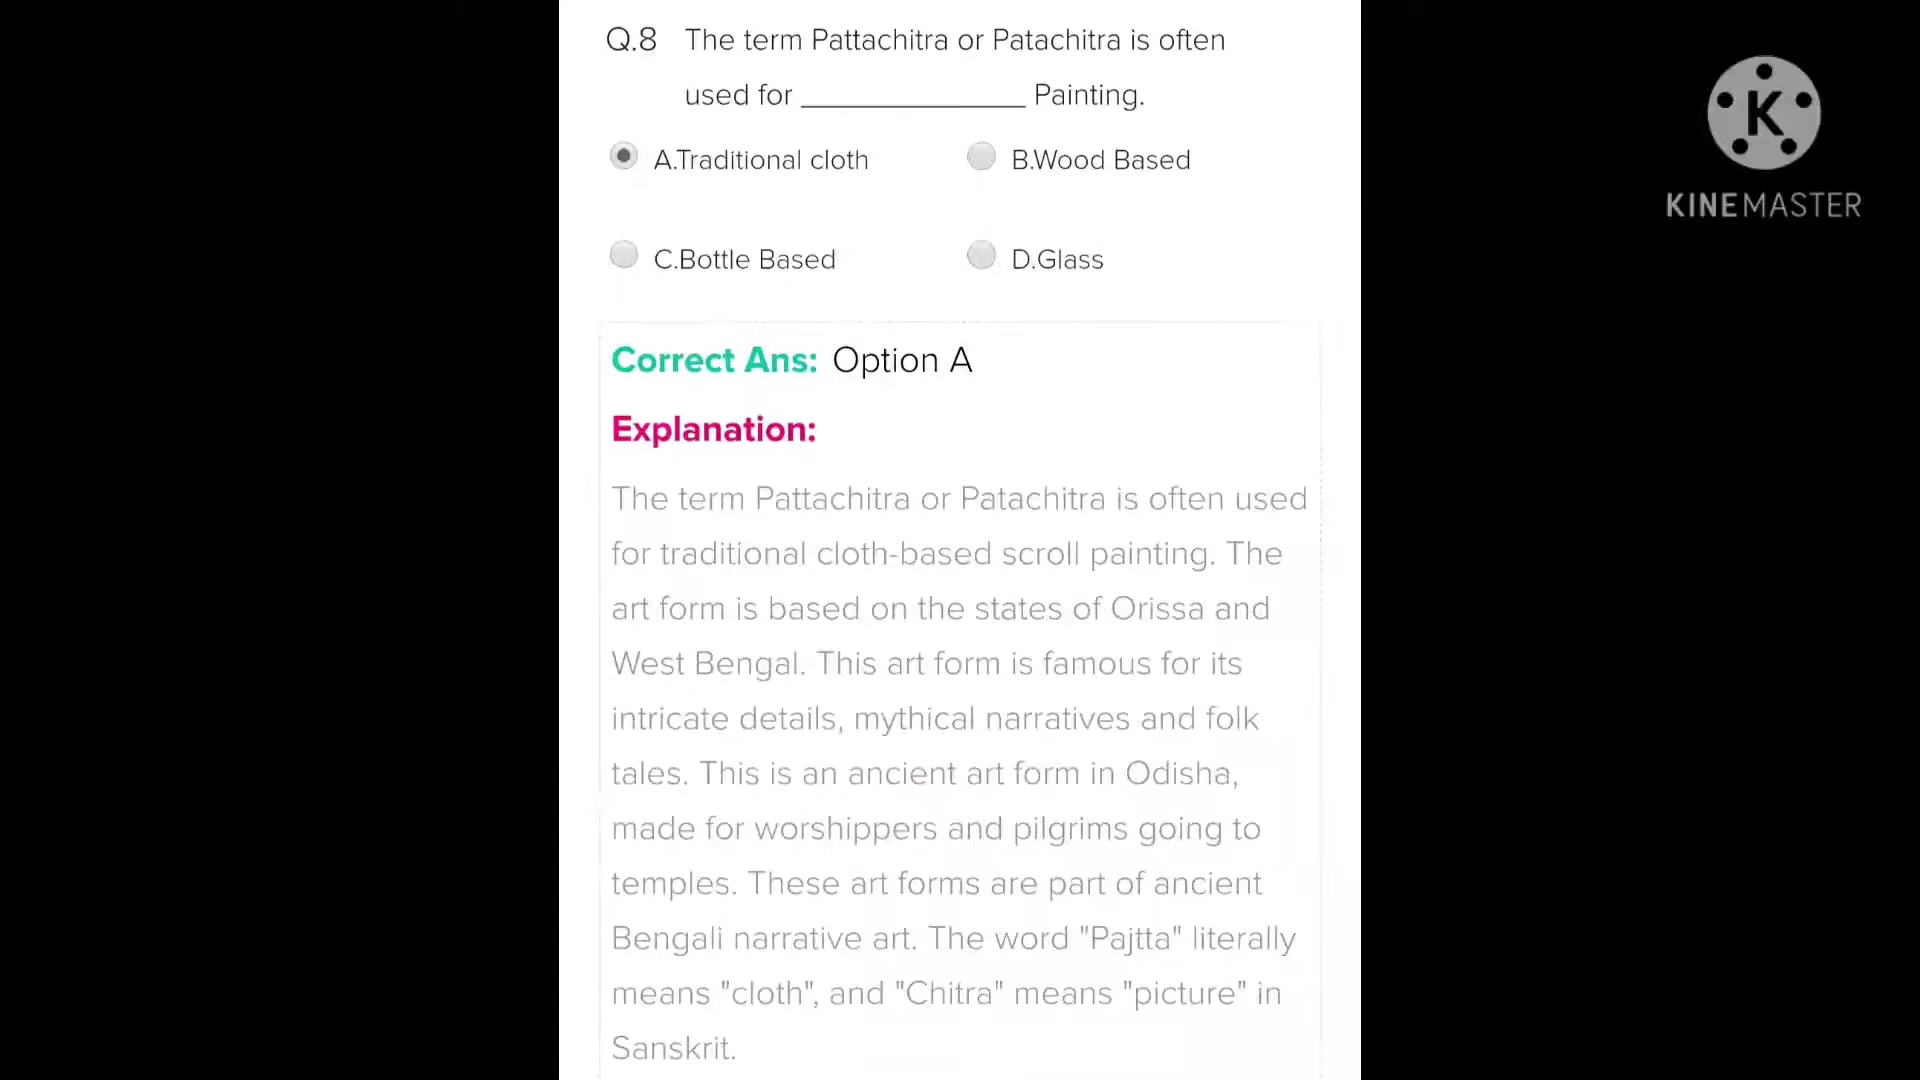 Q.8 The term Pattachitra or Patachitra is often
used for ______________ Painting.
A.Traditional cloth
B.Wood Based
C.Bottle Based
D.Glass
K
KINEMASTER
Correct Ans: Option A
Explanation:
The term Pattachitra or Patachitra is often used
for traditional cloth-based scroll painting. The
art form is based on the states of Orissa and
West Bengal. This art form is famous for its
intricate details, mythical narratives and folk
tales. This is an ancient art form in Odisha,
made for worshippers and pilgrims going to
temples. These art forms are part of ancient
Bengali narrative art. The word "Pajtta" literally
means "cloth", and "Chitra" means "picture" in
Sanskrit.